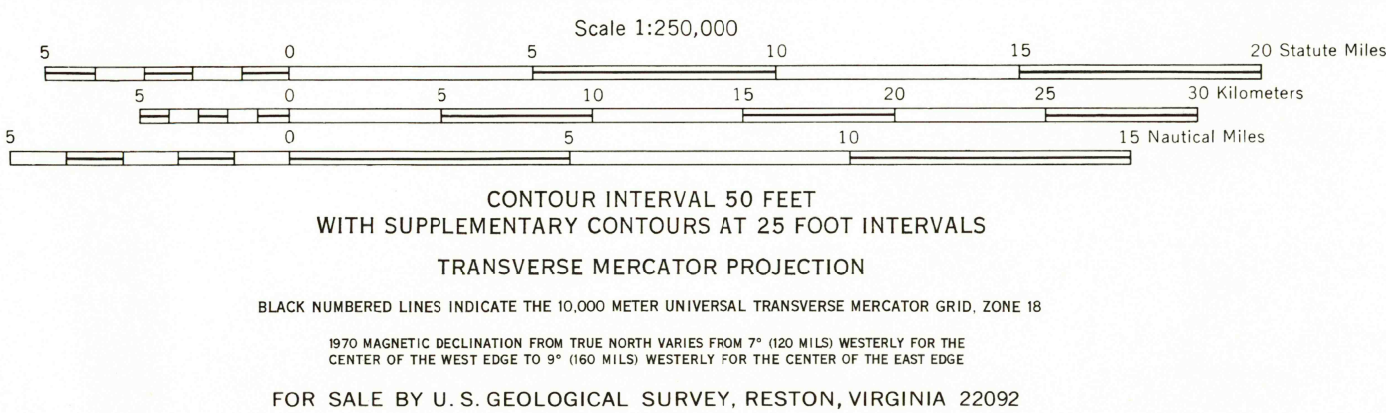 Scale 1:250,000
5 0 5 10 15 20 Statute Miles
5 0 5 10 15 20 25 30 Kilometers
5 0 5 10 15 Nautical Miles
CONTOUR INTERVAL 50 FEET
WITH SUPPLEMENTARY CONTOURS AT 25 FOOT INTERVALS
TRANSVERSE MERCATOR PROJECTION
BLACK NUMBERED LINES INDICATE THE 10,000 METER UNIVERSAL TRANSVERSE MERCATOR GRID, ZONE 18
1970 MAGNETIC DECLINATION FROM TRUE NORTH VARIES FROM 7° (120 MILS) WESTERLY FOR THE
CENTER OF THE WEST EDGE TO 9° (160 MILS) WESTERLY FOR THE CENTER OF THE EAST EDGE
FOR SALE BY U. S. GEOLOGICAL SURVEY, RESTON, VIRGINIA 22092